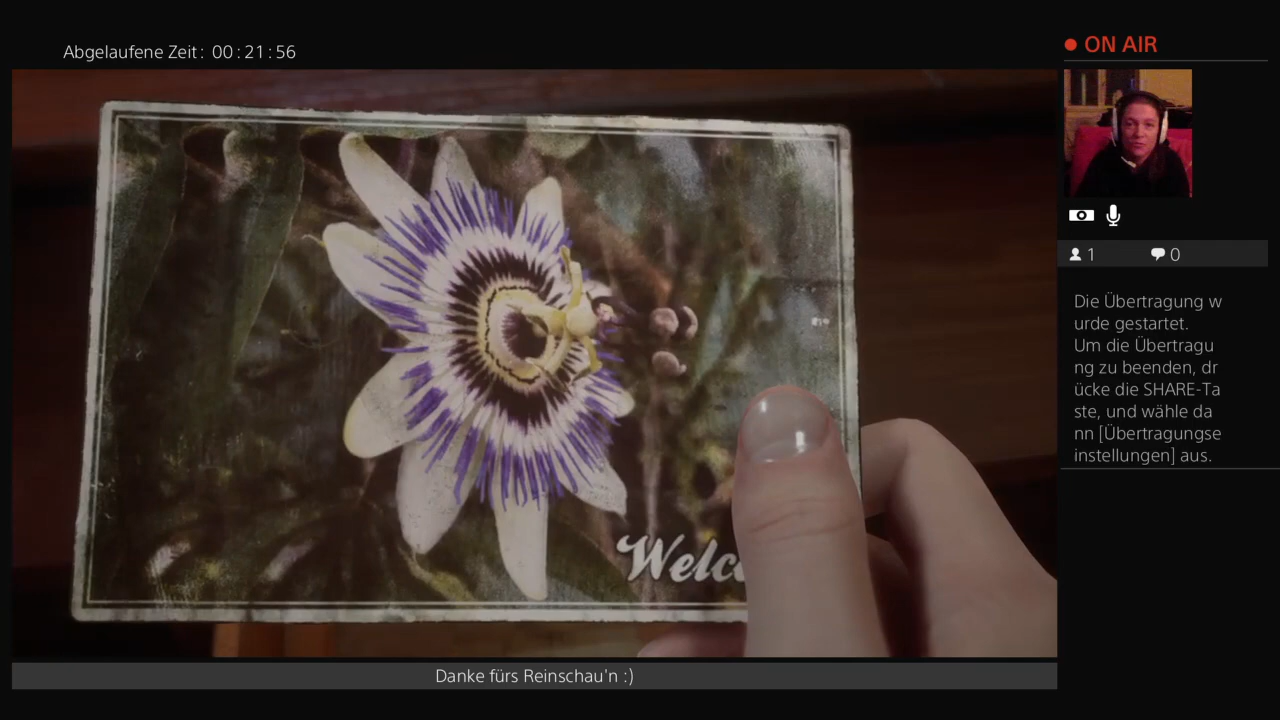 Abgelaufene Zeit: 00:21:56
ON AIR
1 0
Die Übertragung w
urde gestartet.
Um die Übertragu
ng zu beenden, dr
ücke die SHARE-Ta
ste, und wähle da
nn [Übertragungse
instellungen] aus.
Danke fürs Reinschau'n :)